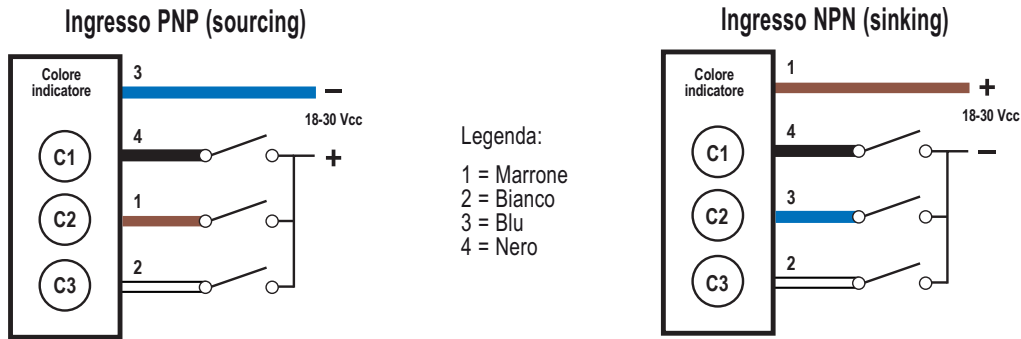 Ingresso PNP (sourcing)
Colore
indicatore
3
–
18-30 Vcc
4
C1
+
1
C2
2
C3
Legenda:
1 = Marrone
2 = Bianco
3 = Blu
4 = Nero
Ingresso NPN (sinking)
Colore
indicatore
1
+
18-30 Vcc
4
C1
–
3
C2
2
C3